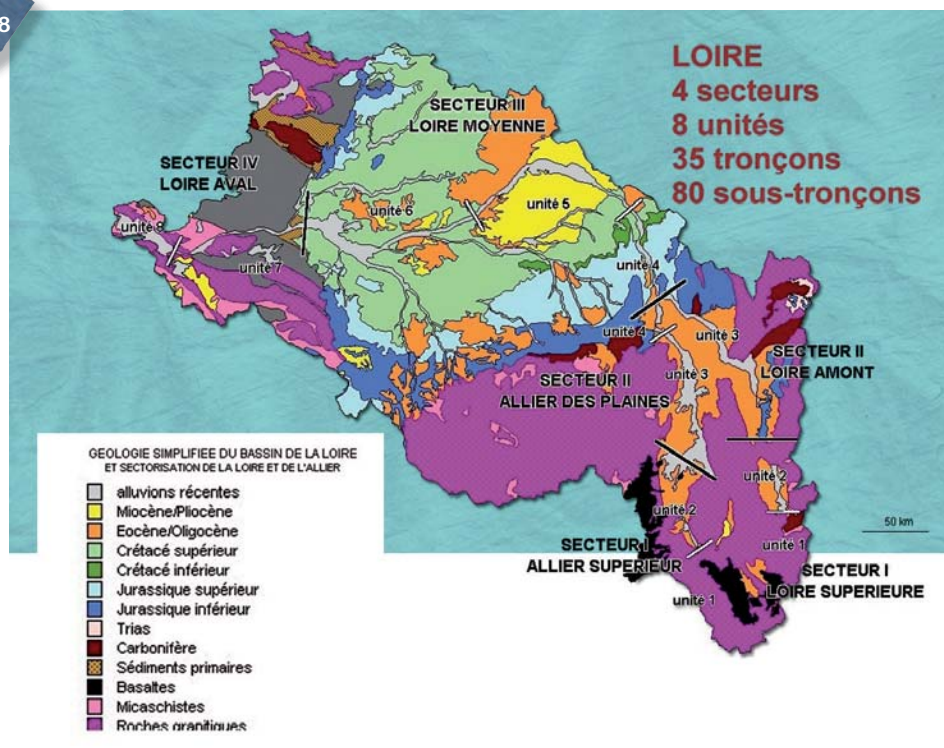 8
LOIRE
4 secteurs
8 unités
35 tronçons
80 sous-tronçons
SECTEUR III
LOIRE MOYENNE
SECTEUR IV
LOIRE AVAL
unité 8
unité 7
unité 6
unité 5
unité 4
unité 4
unité 3
unité 3
SECTEUR II
LOIRE AMONT
SECTEUR II
ALLIER DES PLAINES
unité 2
unité 2
50 km
SECTEUR I
ALLIER SUPERIEUR
unité 1
SECTEUR I
LOIRE SUPERIEURE
unité 1
GEOLOGIE SIMPLIFIEE DU BASSIN DE LA LOIRE
ET SECTORISATION DE LA LOIRE ET DE L'ALLIER
alluvions récentes
Miocène/Pliocène
Eocène/Oligocène
Crétacé supérieur
Crétacé inférieur
Jurassique supérieur
Jurassique inférieur
Trias
Carbonifère
Sédiments primaires
Basaltes
Micaschistes
Roches granitiques